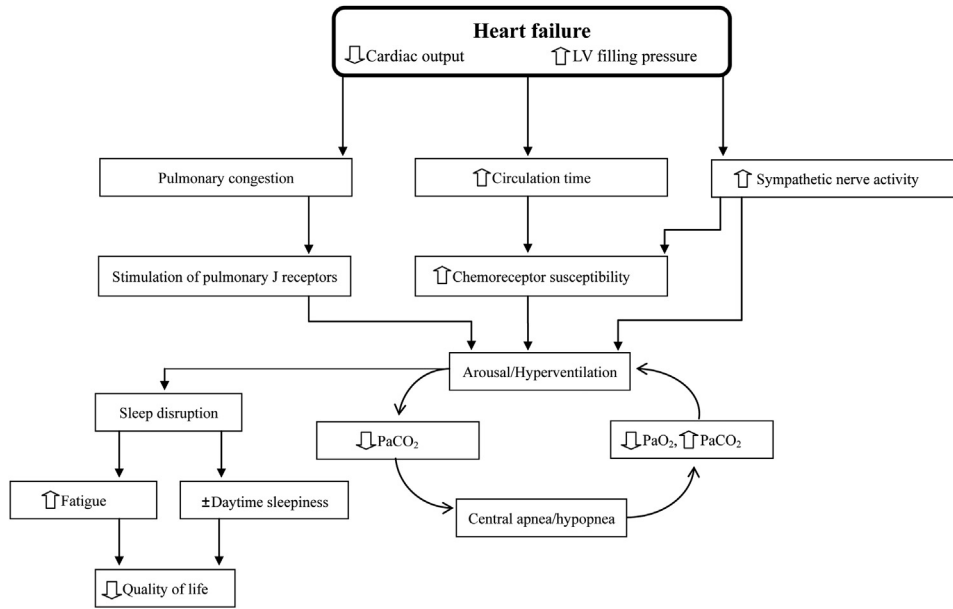 Heart failure
⇩Cardiac output ⇧LV filling pressure
Pulmonary congestion
⇧Circulation time
⇧Sympathetic nerve activity
Stimulation of pulmonary J receptors
⇧Chemoreceptor susceptibility
Arousal/Hyperventilation
Sleep disruption
⇩PaCO₂
⇩PaO₂, ⇧PaCO₂
⇧Fatigue
±Daytime sleepiness
Central apnea/hypopnea
⇩Quality of life